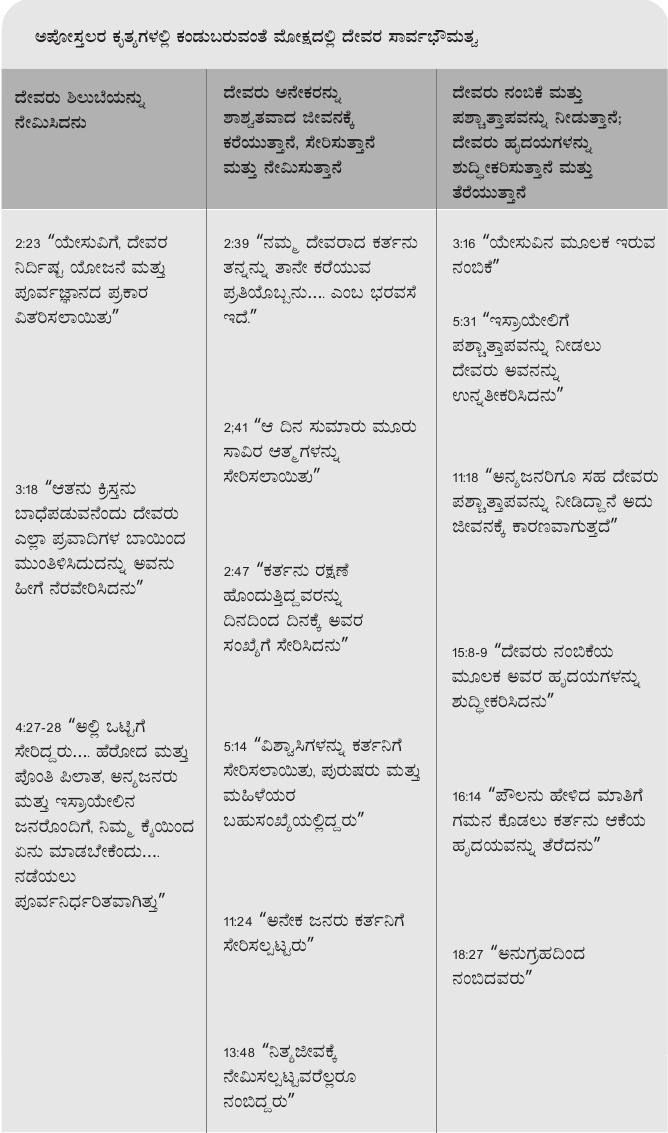 ಅಪೋಸ್ತಲರ ಕೃತ್ಯಗಳಲ್ಲಿ ಕಂಡುಬರುವಂತೆ ಮೋಕ್ಷದಲ್ಲಿ ದೇವರ ಸಾರ್ವಭೌಮತ್ವ
ದೇವರು ಶಿಲುಬೆಯನ್ನು
ನೇಮಿಸಿದನು
ದೇವರು ಅನೇಕರನ್ನು
ಶಾಶ್ವತವಾದ ಜೀವನಕ್ಕೆ
ಕರೆಯುತ್ತಾನೆ, ಸೇರಿಸುತ್ತಾನೆ
ಮತ್ತು ನೇಮಿಸುತ್ತಾನೆ
ದೇವರು ನಂಬಿಕೆ ಮತ್ತು
ಪಶ್ಚಾತ್ತಾಪವನ್ನು ನೀಡುತ್ತಾನೆ;
ದೇವರು ಹೃದಯಗಳನ್ನು
ಶುದ್ಧೀಕರಿಸುತ್ತಾನೆ ಮತ್ತು
ತೆರೆಯುತ್ತಾನೆ
2:23 “ಯೇಸುವಿಗೆ, ದೇವರ
ನಿರ್ದಿಷ್ಟ ಯೋಜನೆ ಮತ್ತು
ಪೂರ್ವಜ್ಞಾನದ ಪ್ರಕಾರ
ವಿತರಿಸಲಾಯಿತು”
3:18 “ಆತನು ಕ್ರಿಸ್ತನು
ಬಾಧೆಪಡುವನೆಂದು ದೇವರು
ಎಲ್ಲಾ ಪ್ರವಾದಿಗಳ ಬಾಯಿಂದ
ಮುಂತಿಳಿಸಿದುದನ್ನು ಅವನು
ಹೀಗೆ ನೆರವೇರಿಸಿದನು”
4:27-28 “ಅಲ್ಲಿ ಒಟ್ಟಿಗೆ
ಸೇರಿದ್ದರು…. ಹೆರೋದ ಮತ್ತು
ಪೊಂತಿ ಪಿಲಾತ, ಅನ್ಯಜನರು
ಮತ್ತು ಇಸ್ರಾಯೇಲಿನ
ಜನರೊಂದಿಗೆ, ನಿಮ್ಮ ಕೈಯಿಂದ
ಏನು ಮಾಡಬೇಕೆಂದು….
ನಡೆಯಲು
ಪೂರ್ವನಿರ್ಧರಿತವಾಗಿತ್ತು”
2:39 “ನಮ್ಮ ದೇವರಾದ ಕರ್ತನು
ತನ್ನನ್ನು ತಾನೇ ಕರೆಯುವ
ಪ್ರತಿಯೊಬ್ಬನು…. ಎಂಬ ಭರವಸೆ
ಇದೆ.”
2;41 “ಆ ದಿನ ಸುಮಾರು ಮೂರು
ಸಾವಿರ ಆತ್ಮಗಳನ್ನು
ಸೇರಿಸಲಾಯಿತು”
2:47 “ಕರ್ತನು ರಕ್ಷಣೆ
ಹೊಂದುತ್ತಿದ್ದವರನ್ನು
ದಿನದಿಂದ ದಿನಕ್ಕೆ ಅವರ
ಸಂಖ್ಯೆಗೆ ಸೇರಿಸಿದನು”
5:14 “ವಿಶ್ವಾಸಿಗಳನ್ನು ಕರ್ತನಿಗೆ
ಸೇರಿಸಲಾಯಿತು, ಪುರುಷರು ಮತ್ತು
ಮಹಿಳೆಯರ
ಬಹುಸಂಖ್ಯೆಯಲ್ಲಿದ್ದರು”
11:24 “ಅನೇಕ ಜನರು ಕರ್ತನಿಗೆ
ಸೇರಿಸಲ್ಪಟ್ಟರು”
13:48 “ನಿತ್ಯಜೀವಕ್ಕೆ
ನೇಮಿಸಲ್ಪಟ್ಟವರೆಲ್ಲರೂ
ನಂಬಿದ್ದರು”
3:16 “ಯೇಸುವಿನ ಮೂಲಕ ಇರುವ
ನಂಬಿಕೆ”
5:31 “ಇಸ್ರಾಯೇಲಿಗೆ
ಪಶ್ಚಾತ್ತಾಪವನ್ನು ನೀಡಲು
ದೇವರು ಅವನನ್ನು
ಉನ್ನತೀಕರಿಸಿದನು”
11:18 “ಅನ್ಯಜನರಿಗೂ ಸಹ ದೇವರು
ಪಶ್ಚಾತ್ತಾಪವನ್ನು ನೀಡಿದ್ದಾನೆ ಅದು
ಜೀವನಕ್ಕೆ ಕಾರಣವಾಗುತ್ತದೆ”
15:8-9 “ದೇವರು ನಂಬಿಕೆಯ
ಮೂಲಕ ಅವರ ಹೃದಯಗಳನ್ನು
ಶುದ್ಧೀಕರಿಸಿದನು”
16:14 “ಪೌಲನು ಹೇಳಿದ ಮಾತಿಗೆ
ಗಮನ ಕೊಡಲು ಕರ್ತನು ಆಕೆಯ
ಹೃದಯವನ್ನು ತೆರೆದನು”
18:27 “ಅನುಗ್ರಹದಿಂದ
ನಂಬಿದವರು”